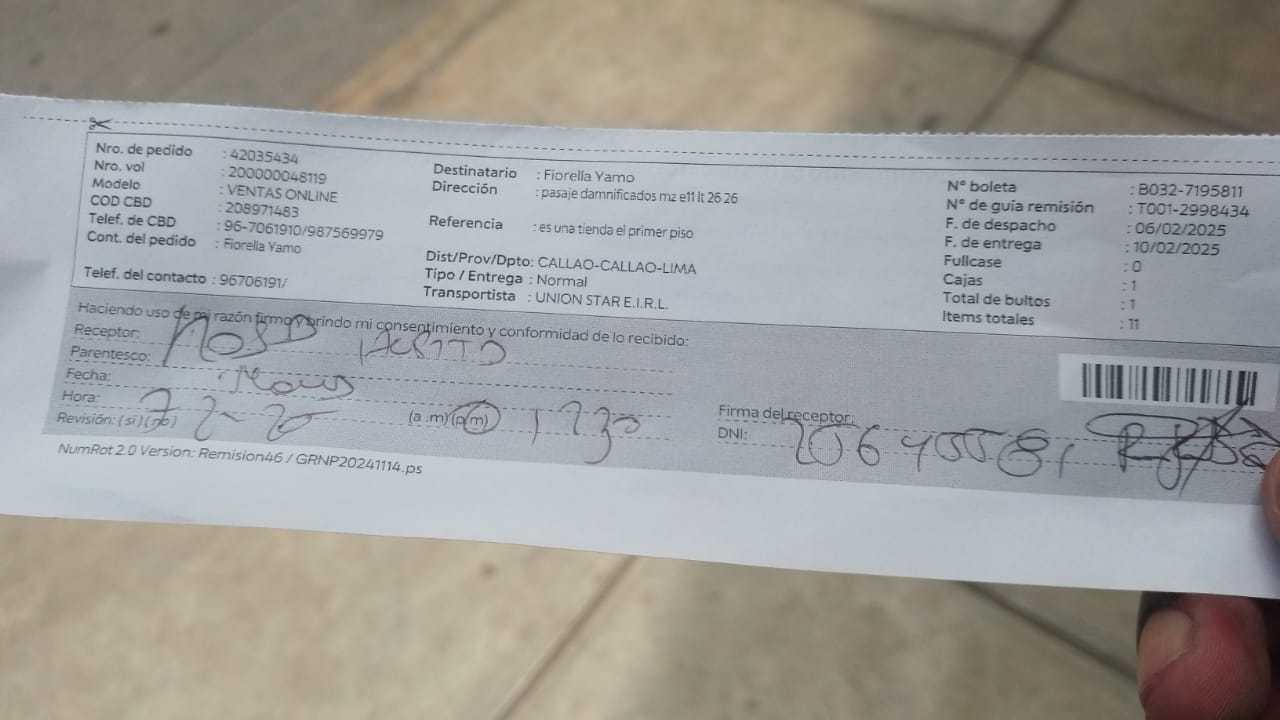 Nro. de pedido : 42035434
Nro. vol : 200000048119
Modelo : VENTAS ONLINE
COD CBD : 208971483
Telef. de CBD : 96-7061910/987569979
Cont. del pedido : Fiorella Yamo
Telef. del contacto : 96706191/
Destinatario : Fiorella Yamo
Dirección : pasaje damnificados mz e11 lt 26 26
Referencia : es una tienda el primer piso
Dist/Prov/Dpto: CALLAO-CALLAO-LIMA
Tipo / Entrega : Normal
Transportista : UNION STAR E.I.R.L.
N° boleta : B032-7195811
N° de guía remisión : T001-2998434
F. de despacho : 06/02/2025
F. de entrega : 10/02/2025
Fullcase : 0
Cajas : 1
Total de bultos : 1
Items totales : 11
Haciendo uso de mi razón firmo y brindo mi consentimiento y conformidad de lo recibido:
Receptor:
Parentesco:
Fecha:
Hora: (a.m)(pm) 1230
Revisión: (si) (no)
Firma del receptor:
DNI:
NumRot 2.0 Version: Remision46 / GRNP20241114.ps